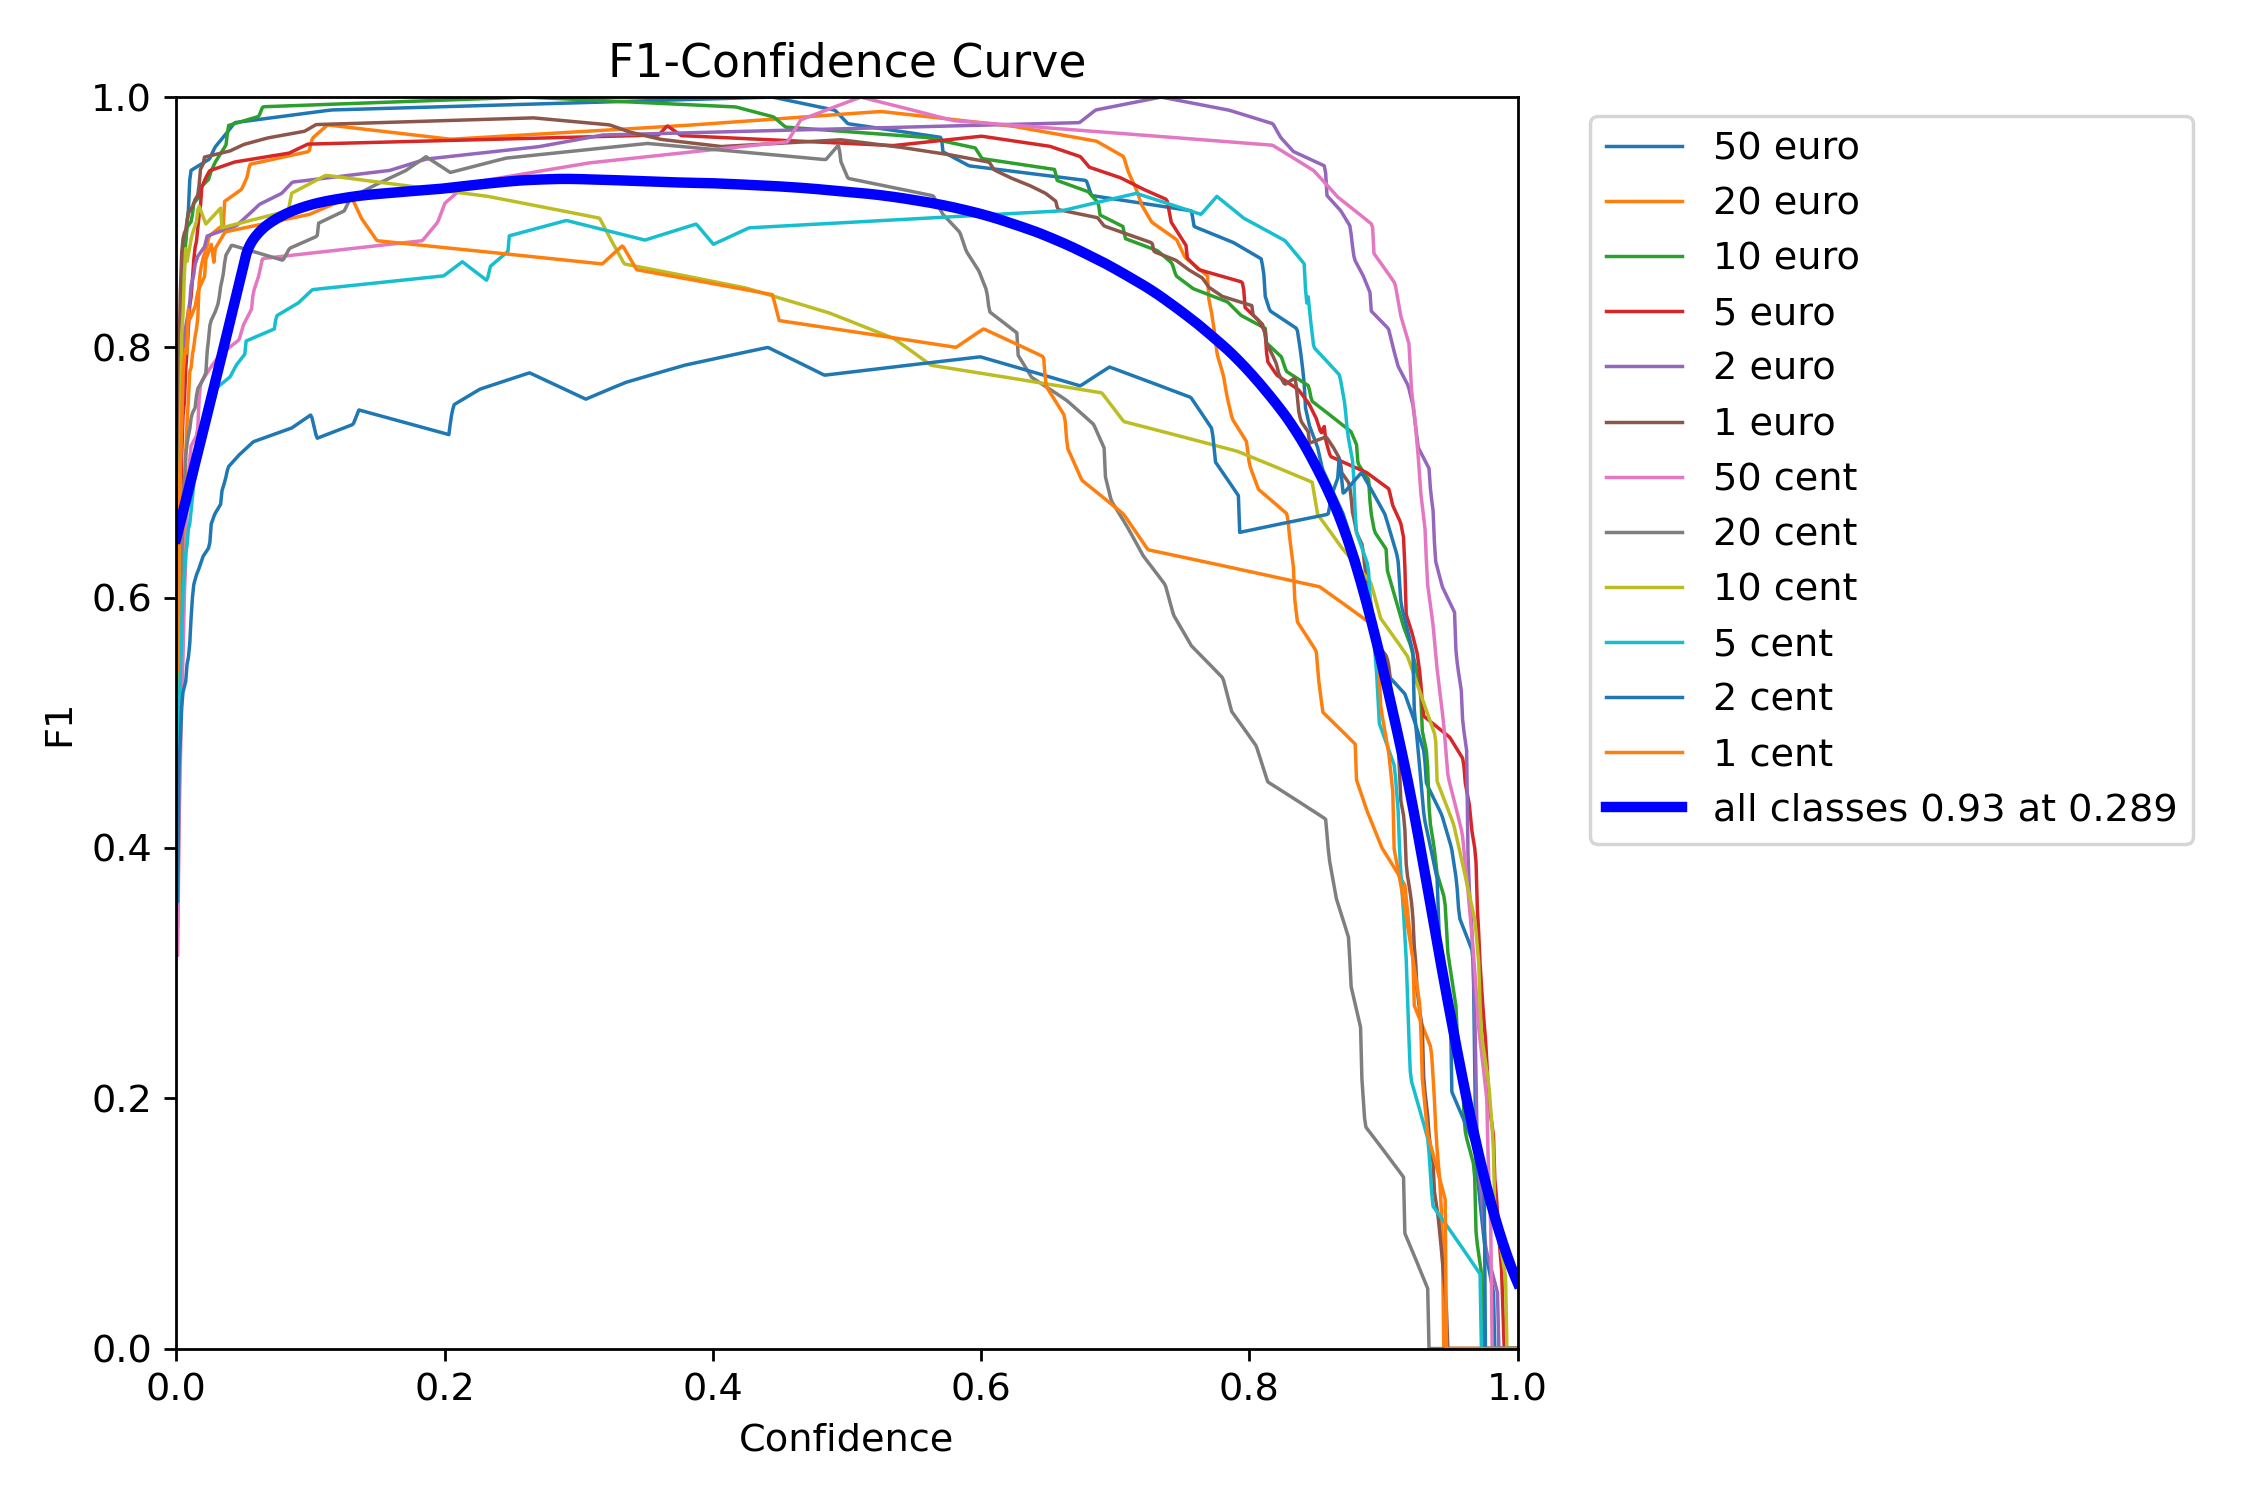 F1-Confidence Curve
1.0
0.8
0.6
0.4
0.2
0.0
F1
0.0 0.2 0.4 0.6 0.8 1.0
Confidence
50 euro
20 euro
10 euro
5 euro
2 euro
1 euro
50 cent
20 cent
10 cent
5 cent
2 cent
1 cent
all classes 0.93 at 0.289